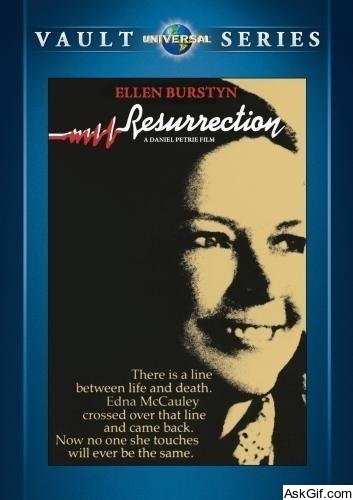 VAULT UNIVERSAL SERIES
ELLEN BURSTYN
Resurrection
A DANIEL PETRIE FILM
There is a line
between life and death.
Edna McCauley
crossed over that line
and came back.
Now no one she touches
will ever be the same.
AskGif.com